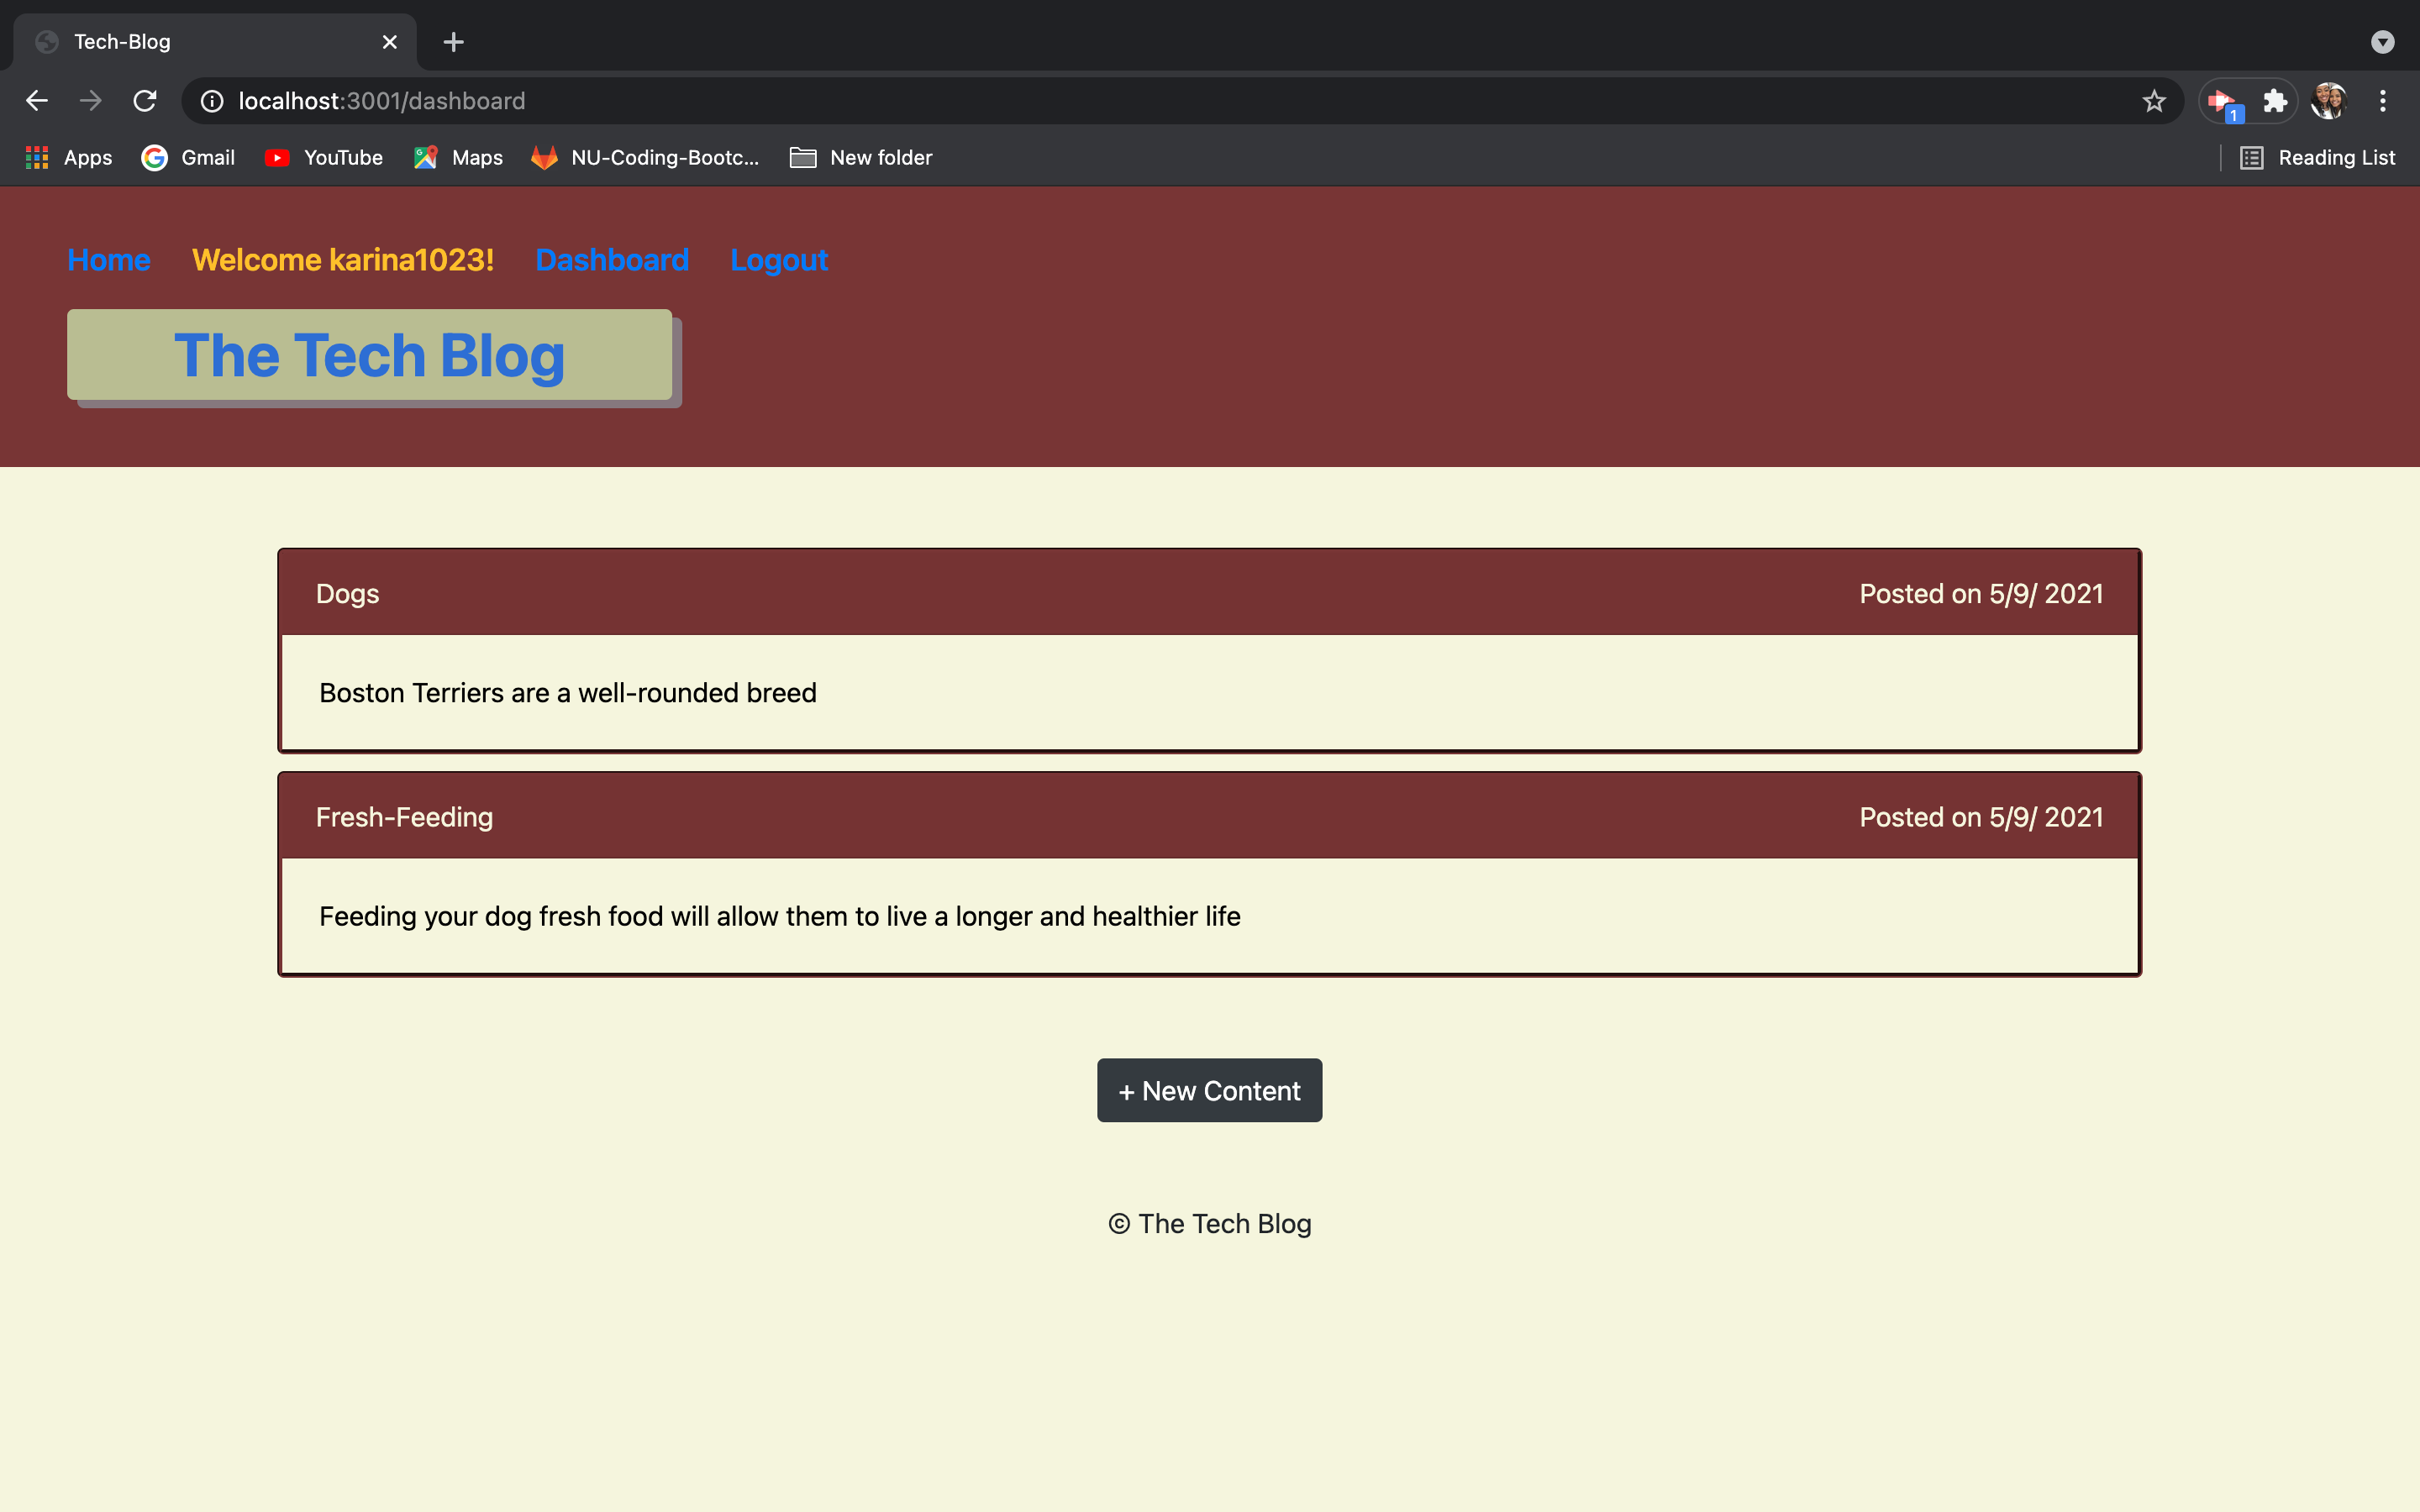 Tech-Blog
localhost:3001/dashboard
1
Apps Gmail YouTube Maps NU-Coding-Bootc... New folder Reading List
Home Welcome karina1023! Dashboard Logout
The Tech Blog
Dogs Posted on 5/9/ 2021
Boston Terriers are a well-rounded breed
Fresh-Feeding Posted on 5/9/ 2021
Feeding your dog fresh food will allow them to live a longer and healthier life
+ New Content
© The Tech Blog